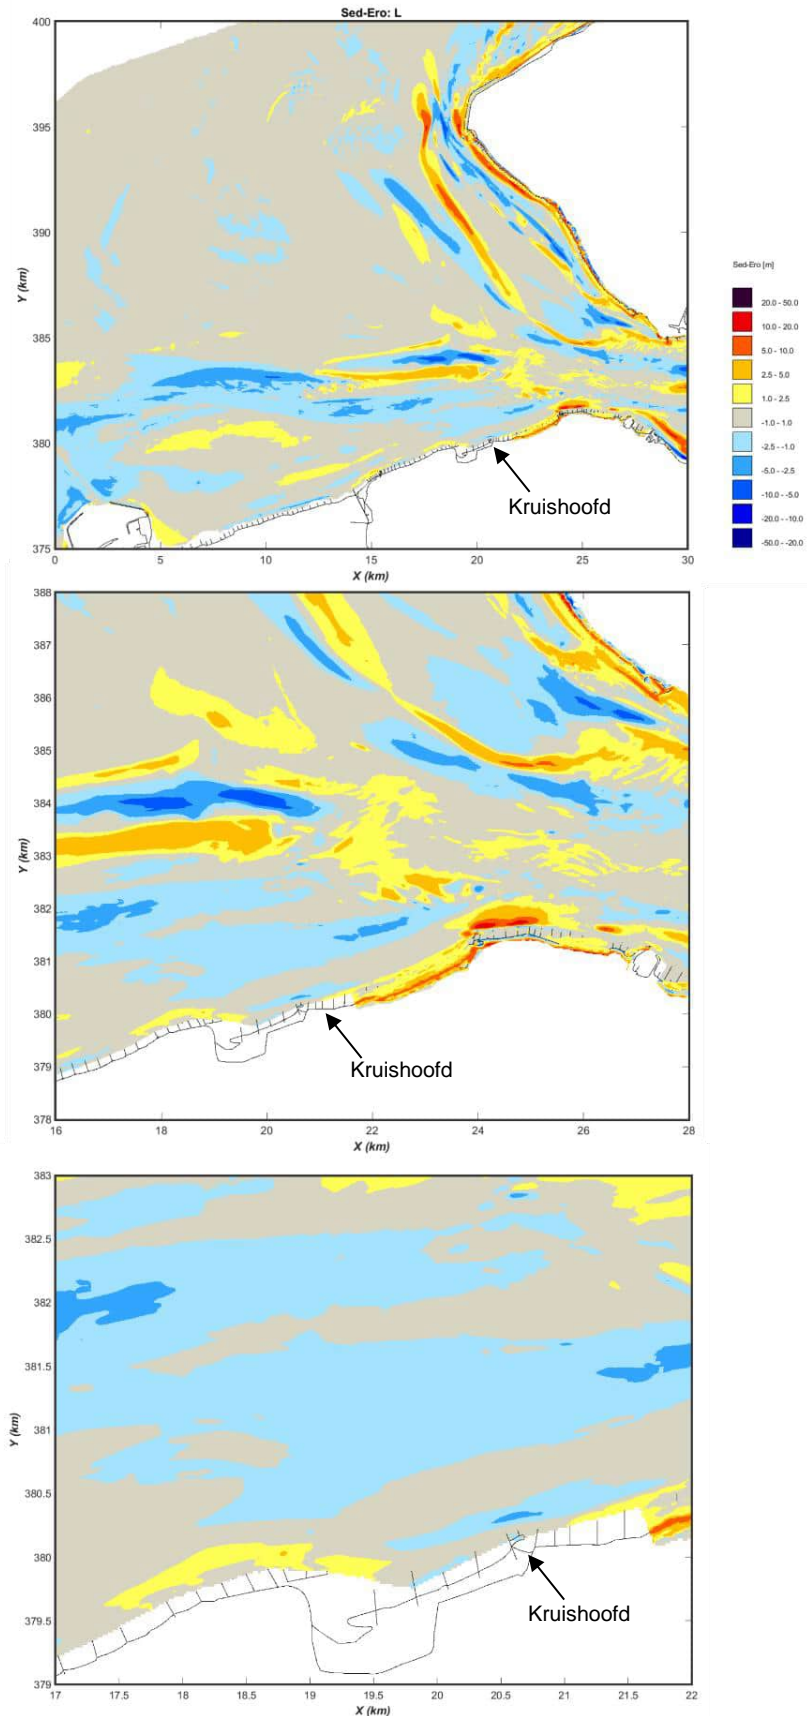 Sed-Ero: L
400
395
390
385
380
375
Y (km)
0 5 10 15 20 25 30
X (km)
Kruishoofd
Sed-Ero [m]
20.0 - 50.0
10.0 - 20.0
5.0 - 10.0
2.5 - 5.0
1.0 - 2.5
-1.0 - 1.0
-2.5 - -1.0
-5.0 - -2.5
-10.0 - -5.0
-20.0 - -10.0
-50.0 - -20.0
388
387
386
385
384
383
382
381
380
379
378
Y (km)
16 18 20 22 24 26 28
X (km)
Kruishoofd
383
382.5
382
381.5
381
380.5
380
379.5
379
Y (km)
17 17.5 18 18.5 19 19.5 20 20.5 21 21.5 22
X (km)
Kruishoofd